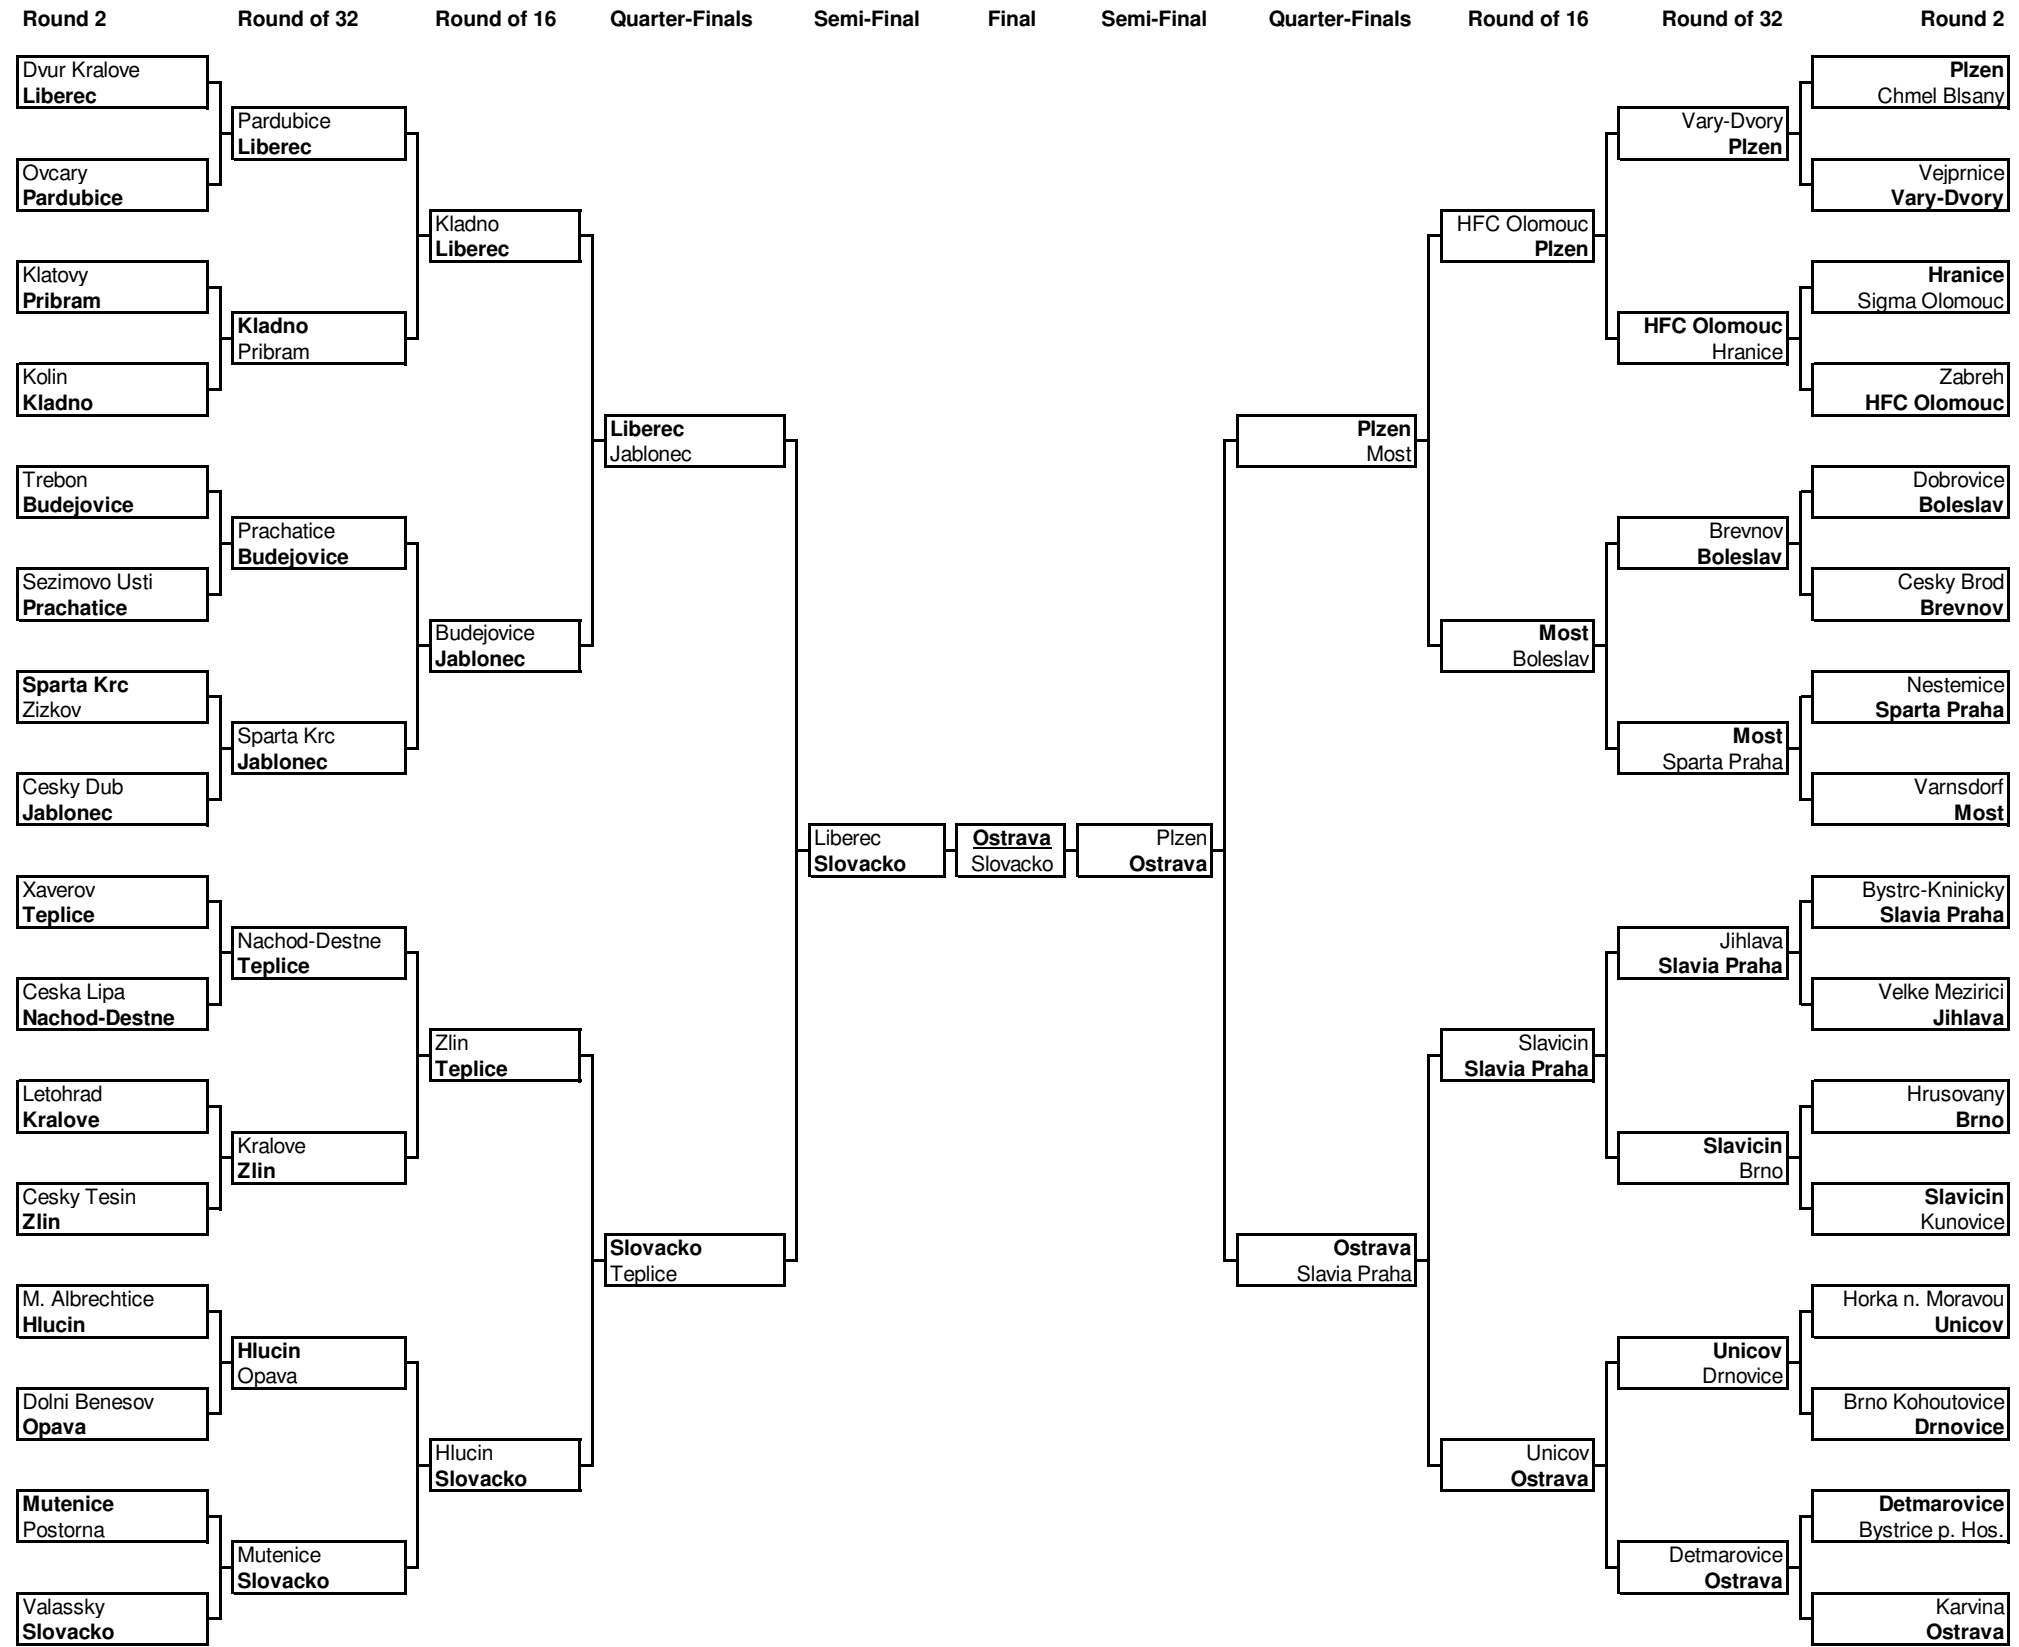 Round 2
Round of 32
Round of 16
Quarter-Finals
Semi-Final
Final
Semi-Final
Quarter-Finals
Round of 16
Round of 32
Round 2
Dvur Kralove
Liberec
Ovcary
Pardubice
Klatovy
Pribram
Kolin
Kladno
Trebon
Budejovice
Sezimovo Usti
Prachatice
Sparta Krc
Zizkov
Cesky Dub
Jablonec
Xaverov
Teplice
Ceska Lipa
Nachod-Destne
Letohrad
Kralove
Cesky Tesin
Zlin
M. Albrechtice
Hlucin
Dolni Benesov
Opava
Mutenice
Postorna
Valassky
Slovacko
Pardubice
Liberec
Kladno
Pribram
Prachatice
Budejovice
Sparta Krc
Jablonec
Nachod-Destne
Teplice
Kralove
Zlin
Hlucin
Opava
Mutenice
Slovacko
Kladno
Liberec
Budejovice
Jablonec
Zlin
Teplice
Hlucin
Slovacko
Liberec
Jablonec
Slovacko
Teplice
Liberec
Slovacko
Ostrava
Slovacko
Plzen
Ostrava
Plzen
Most
Ostrava
Slavia Praha
HFC Olomouc
Plzen
Most
Boleslav
Slavicin
Slavia Praha
Unicov
Ostrava
Vary-Dvory
Plzen
HFC Olomouc
Hranice
Brevnov
Boleslav
Most
Sparta Praha
Jihlava
Slavia Praha
Slavicin
Brno
Unicov
Drnovice
Detmarovice
Ostrava
Plzen
Chmel Blsany
Vejprnice
Vary-Dvory
Hranice
Sigma Olomouc
Zabreh
HFC Olomouc
Dobrovice
Boleslav
Cesky Brod
Brevnov
Nestemice
Sparta Praha
Varnsdorf
Most
Bystrc-Kninicky
Slavia Praha
Velke Mezirici
Jihlava
Hrusovany
Brno
Slavicin
Kunovice
Horka n. Moravou
Unicov
Brno Kohoutovice
Drnovice
Detmarovice
Bystrice p. Hos.
Karvina
Ostrava